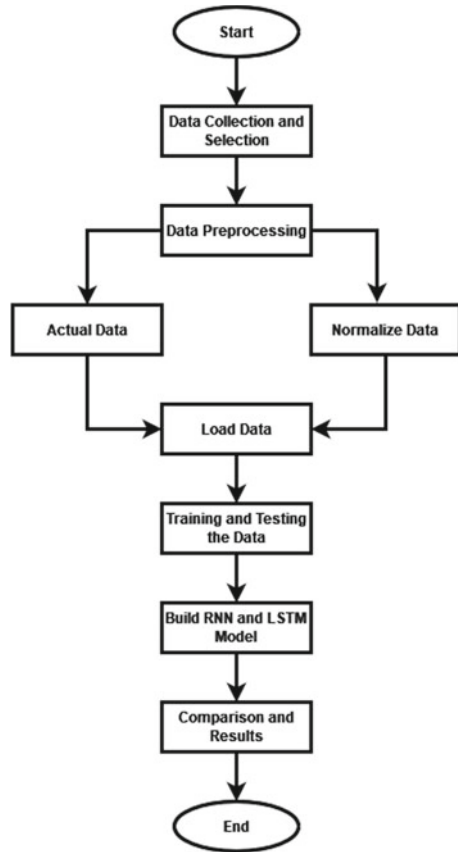 Start
Data Collection and
Selection
Data Preprocessing
Actual Data
Normalize Data
Load Data
Training and Testing
the Data
Build RNN and LSTM
Model
Comparison and
Results
End